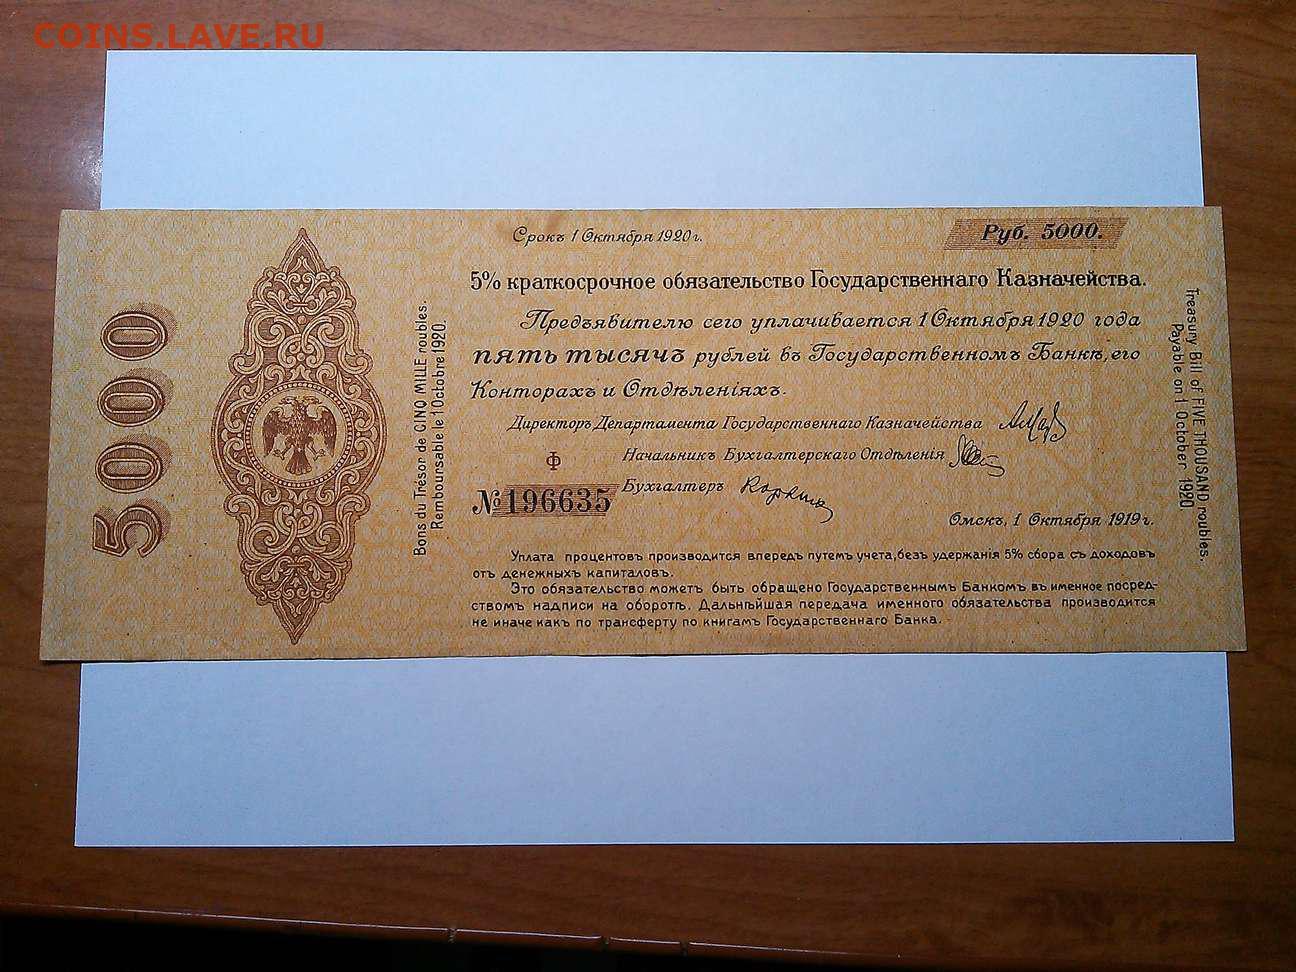 COINS.LAVE.RU
Срокъ 1 Октября 1920 г.
Руб. 5000.
5000
Bons du Trésor de CINQ MILLE roubles.
Remboursable le 1 Octobre 1920.
5% краткосрочное обязательство Государственнаго Казначейства.
Предъявителю сего уплачивается 1 Октября 1920 года
пять тысячъ рублей въ Государственномъ Банкѣ, его
Конторахъ и Отдѣленіяхъ.
Директоръ Департамента Государственнаго Казначейства
Ф
Начальникъ Бухгалтерскаго Отдѣленія
№ 196635
Бухгалтеръ
Омскъ, 1 Октября 1919 г.
Уплата процентовъ производится впередъ путемъ учета, безъ удержанія 5% сбора съ доходовъ
отъ денежныхъ капиталовъ.
Это обязательство можетъ быть обращено Государственнымъ Банкомъ въ именное посред-
ствомъ надписи на оборотѣ. Дальнѣйшая передача именного обязательства производится
не иначе какъ по трансферту по книгамъ Государственнаго Банка.
Treasury Bill of FIVE THOUSAND roubles.
Payable on 1 October 1920